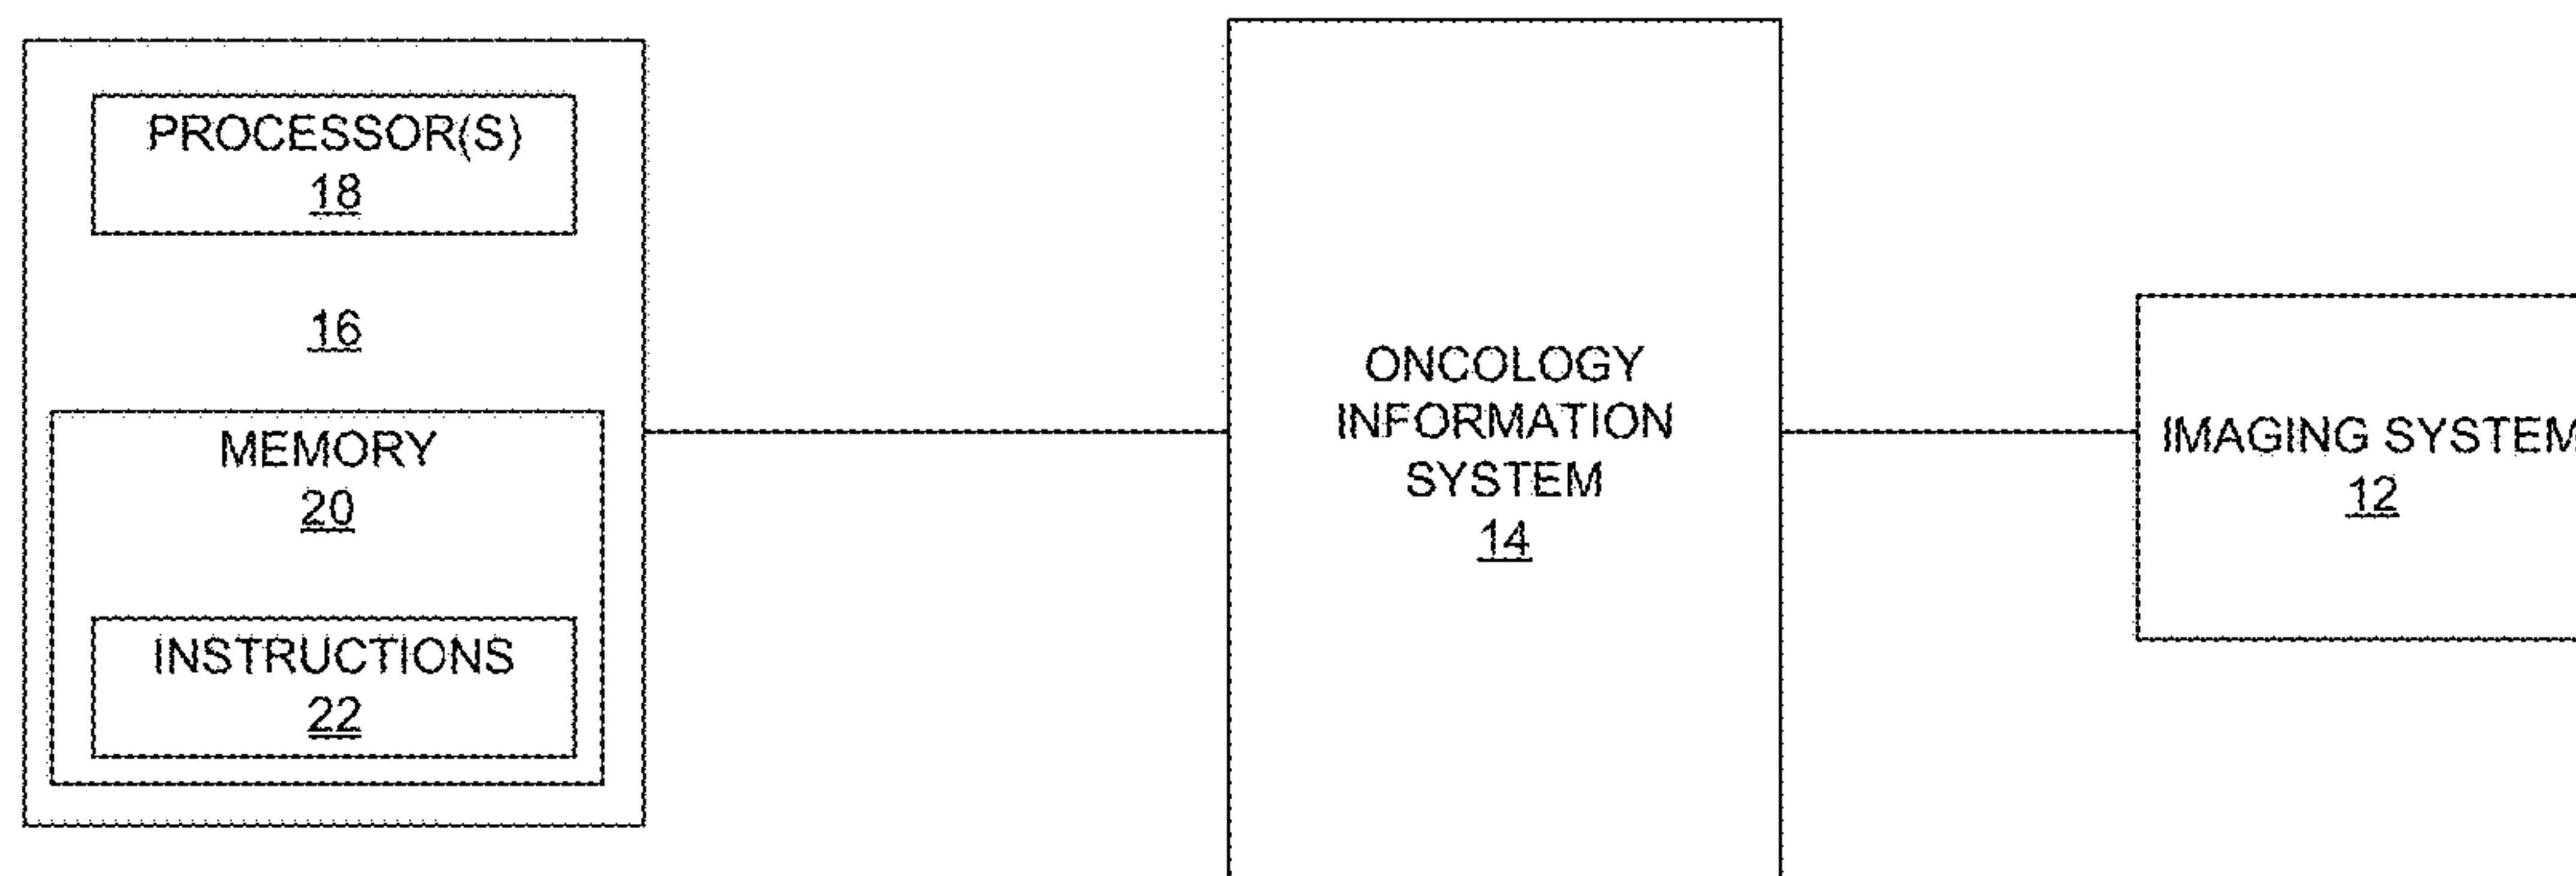 PROCESSOR(S)
18
16
MEMORY
20
INSTRUCTIONS
22
ONCOLOGY
INFORMATION
SYSTEM
14
IMAGING SYSTEM
12